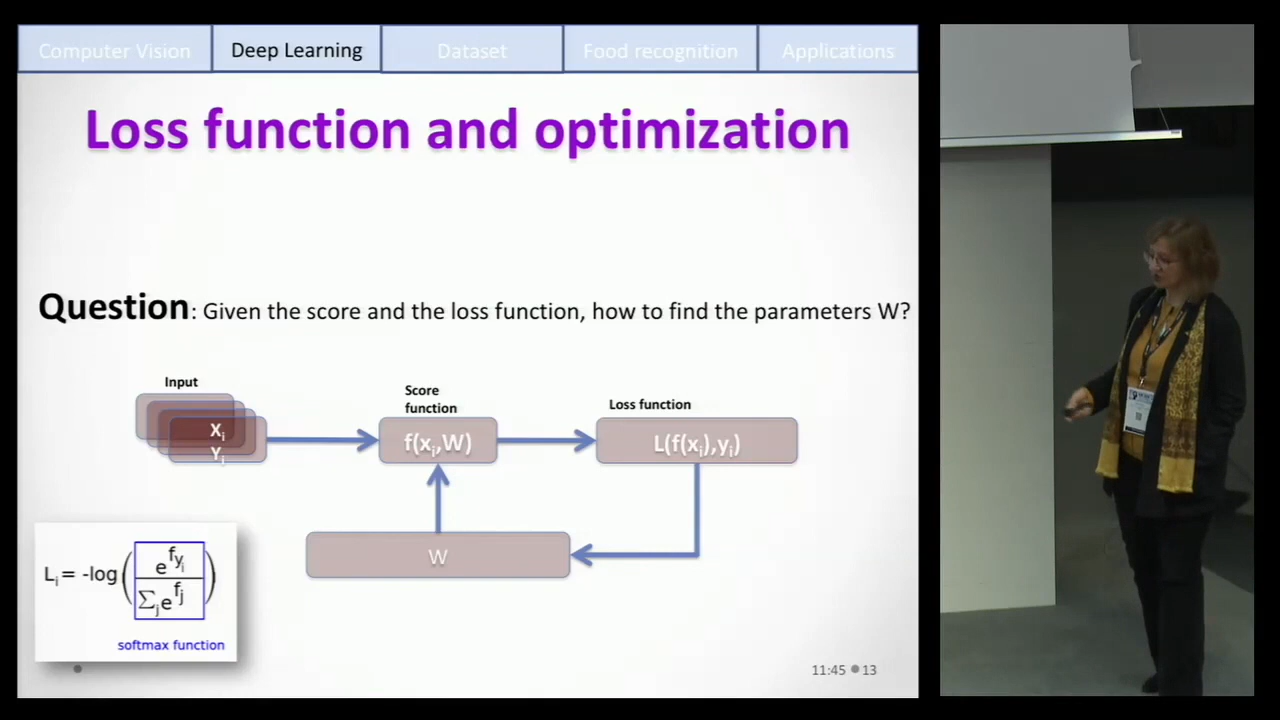 Computer Vision
Deep Learning
Dataset
Food recognition
Applications
Loss function and optimization
Question: Given the score and the loss function, how to find the parameters W?
Input
Score
function
Loss function
Xᵢ
Yᵢ
f(xᵢ,W)
L(f(xᵢ),yᵢ)
W
Lᵢ = -log(e^f_yᵢ / ∑ⱼ e^fⱼ)
softmax function
11:45
13